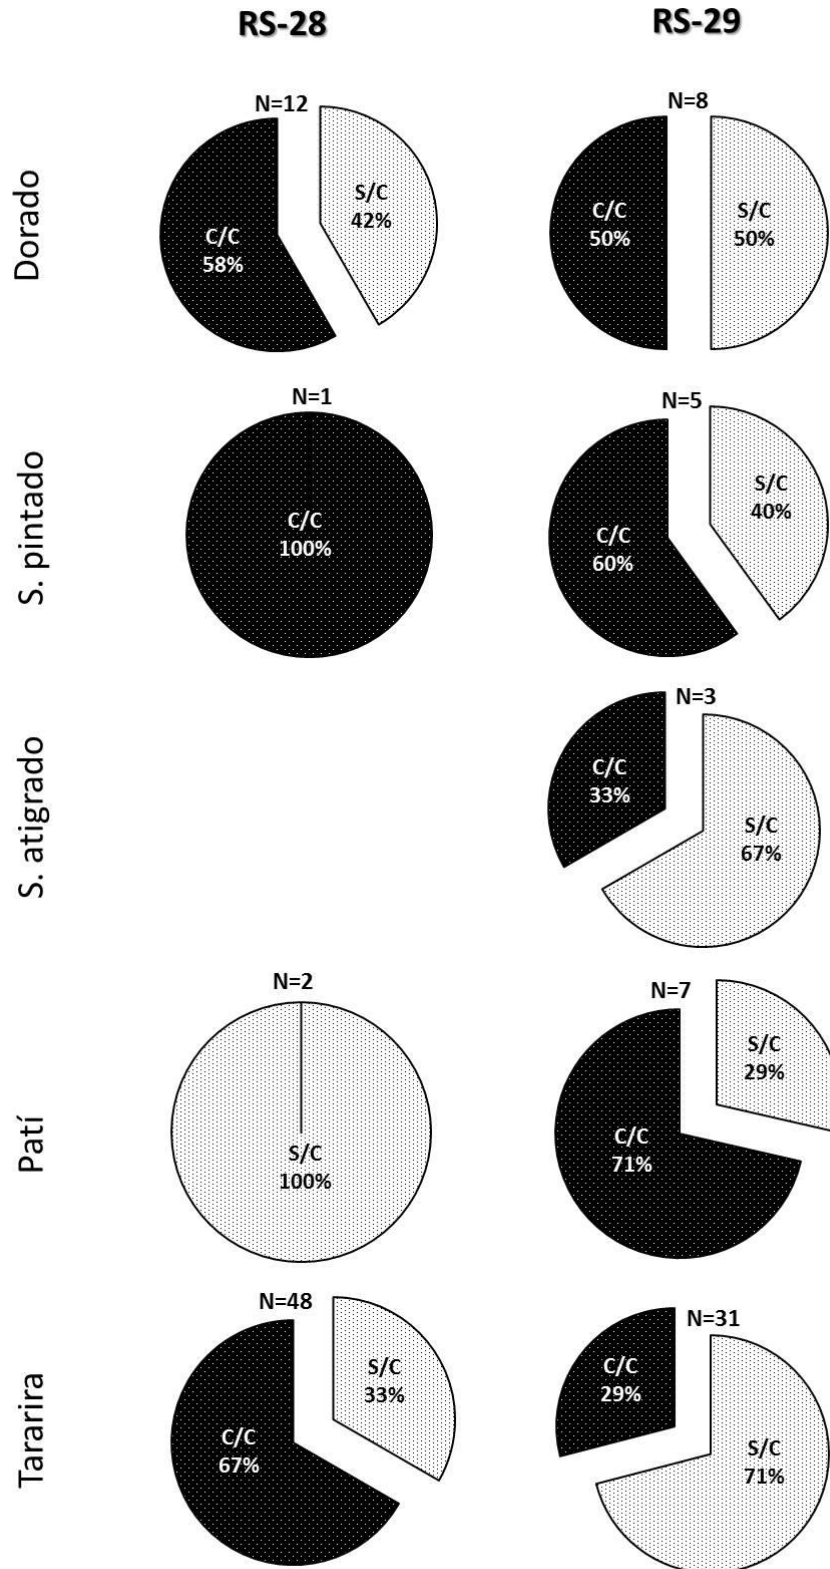 RS-28
RS-29
Dorado
N=12
C/C
58%
S/C
42%
N=8
C/C
50%
S/C
50%
S. pintado
N=1
C/C
100%
N=5
C/C
60%
S/C
40%
S. atigrado
N=3
C/C
33%
S/C
67%
Patí
N=2
S/C
100%
N=7
C/C
71%
S/C
29%
Tararira
N=48
C/C
67%
S/C
33%
N=31
C/C
29%
S/C
71%